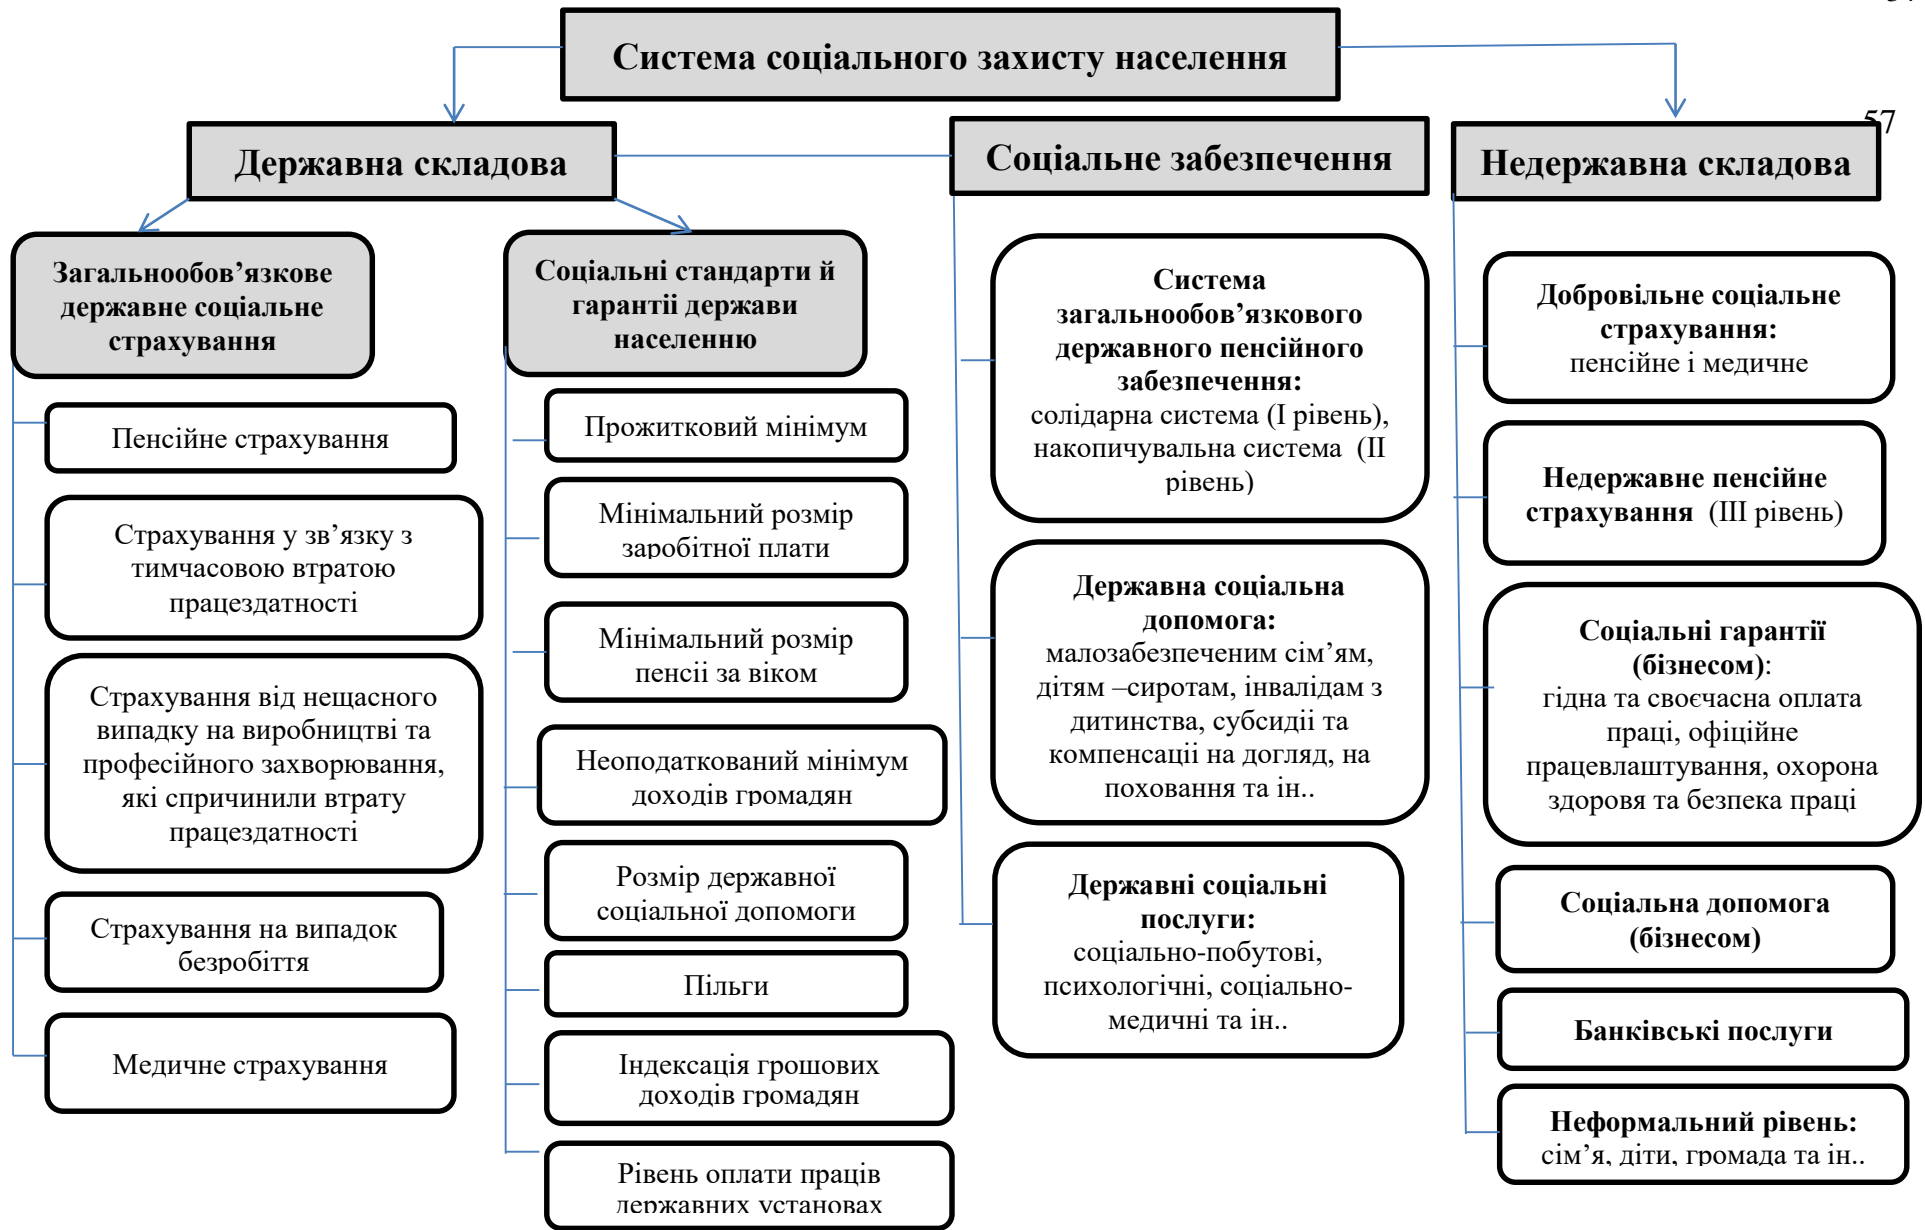 Система соціального захисту населення
57
Державна складова
Соціальне забезпечення
Недержавна складова
Загальнообов’язкове
державне соціальне
страхування
Пенсійне страхування
Страхування у зв’язку з
тимчасовою втратою
працездатності
Страхування від нещасного
випадку на виробництві та
професійного захворювання,
які спричинили втрату
працездатності
Страхування на випадок
безробіття
Медичне страхування
Соціальні стандарти й
гарантіі держави
населенню
Прожитковий мінімум
Мінімальний розмір
заробітної плати
Мінімальний розмір
пенсіі за віком
Неоподаткований мінімум
доходів громадян
Розмір державної
соціальної допомоги
Пільги
Індексація грошових
доходів громадян
Рівень оплати праців
державних установах
Система
загальнообов’язкового
державного пенсійного
забезпечення:
солідарна система (І рівень),
накопичувальна система (ІІ
рівень)
Державна соціальна
допомога:
малозабезпеченим сім’ям,
дітям –сиротам, інвалідам з
дитинства, субсидіі та
компенсаціі на догляд, на
поховання та ін..
Державні соціальні
послуги:
соціально-побутові,
психологічні, соціально-
медичні та ін..
Добровільне соціальне
страхування:
пенсійне і медичне
Недержавне пенсійне
страхування (ІІІ рівень)
Соціальні гарантії
(бізнесом):
гідна та своєчасна оплата
праці, офіційне
працевлаштування, охорона
здоровя та безпека праці
Соціальна допомога
(бізнесом)
Банківські послуги
Неформальний рівень:
сім’я, діти, громада та ін..